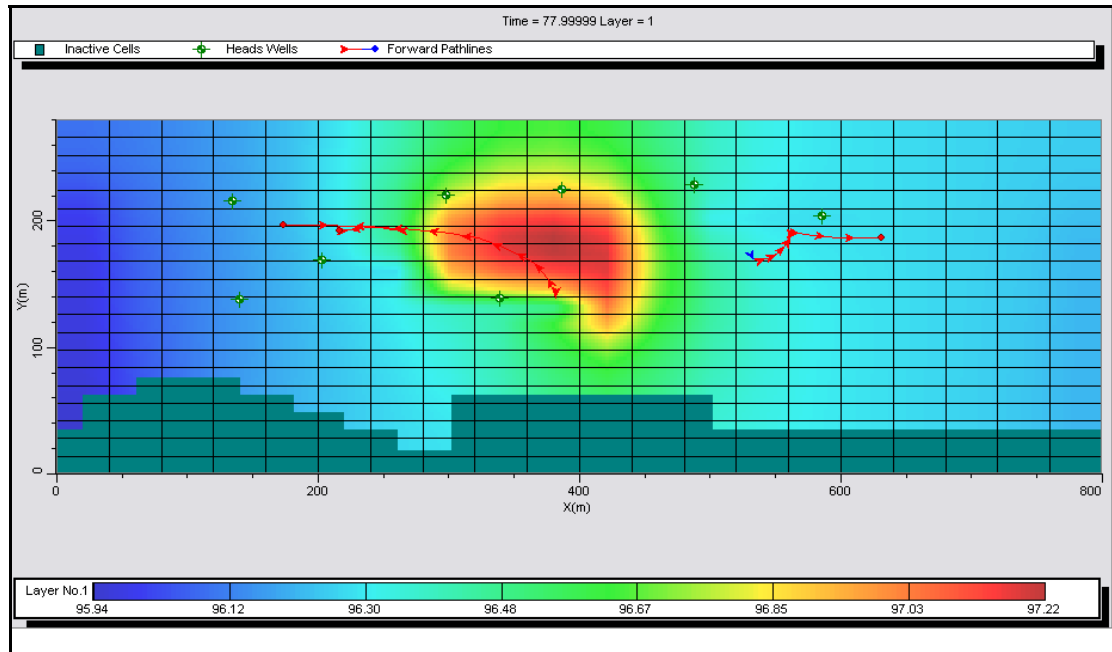 Time = 77.99999 Layer = 1
Inactive Cells Heads Wells Forward Pathlines
200
100
0
Y(m)
0 200 400 600 800
X(m)
Layer No.1
95.94 96.12 96.30 96.48 96.67 96.85 97.03 97.22